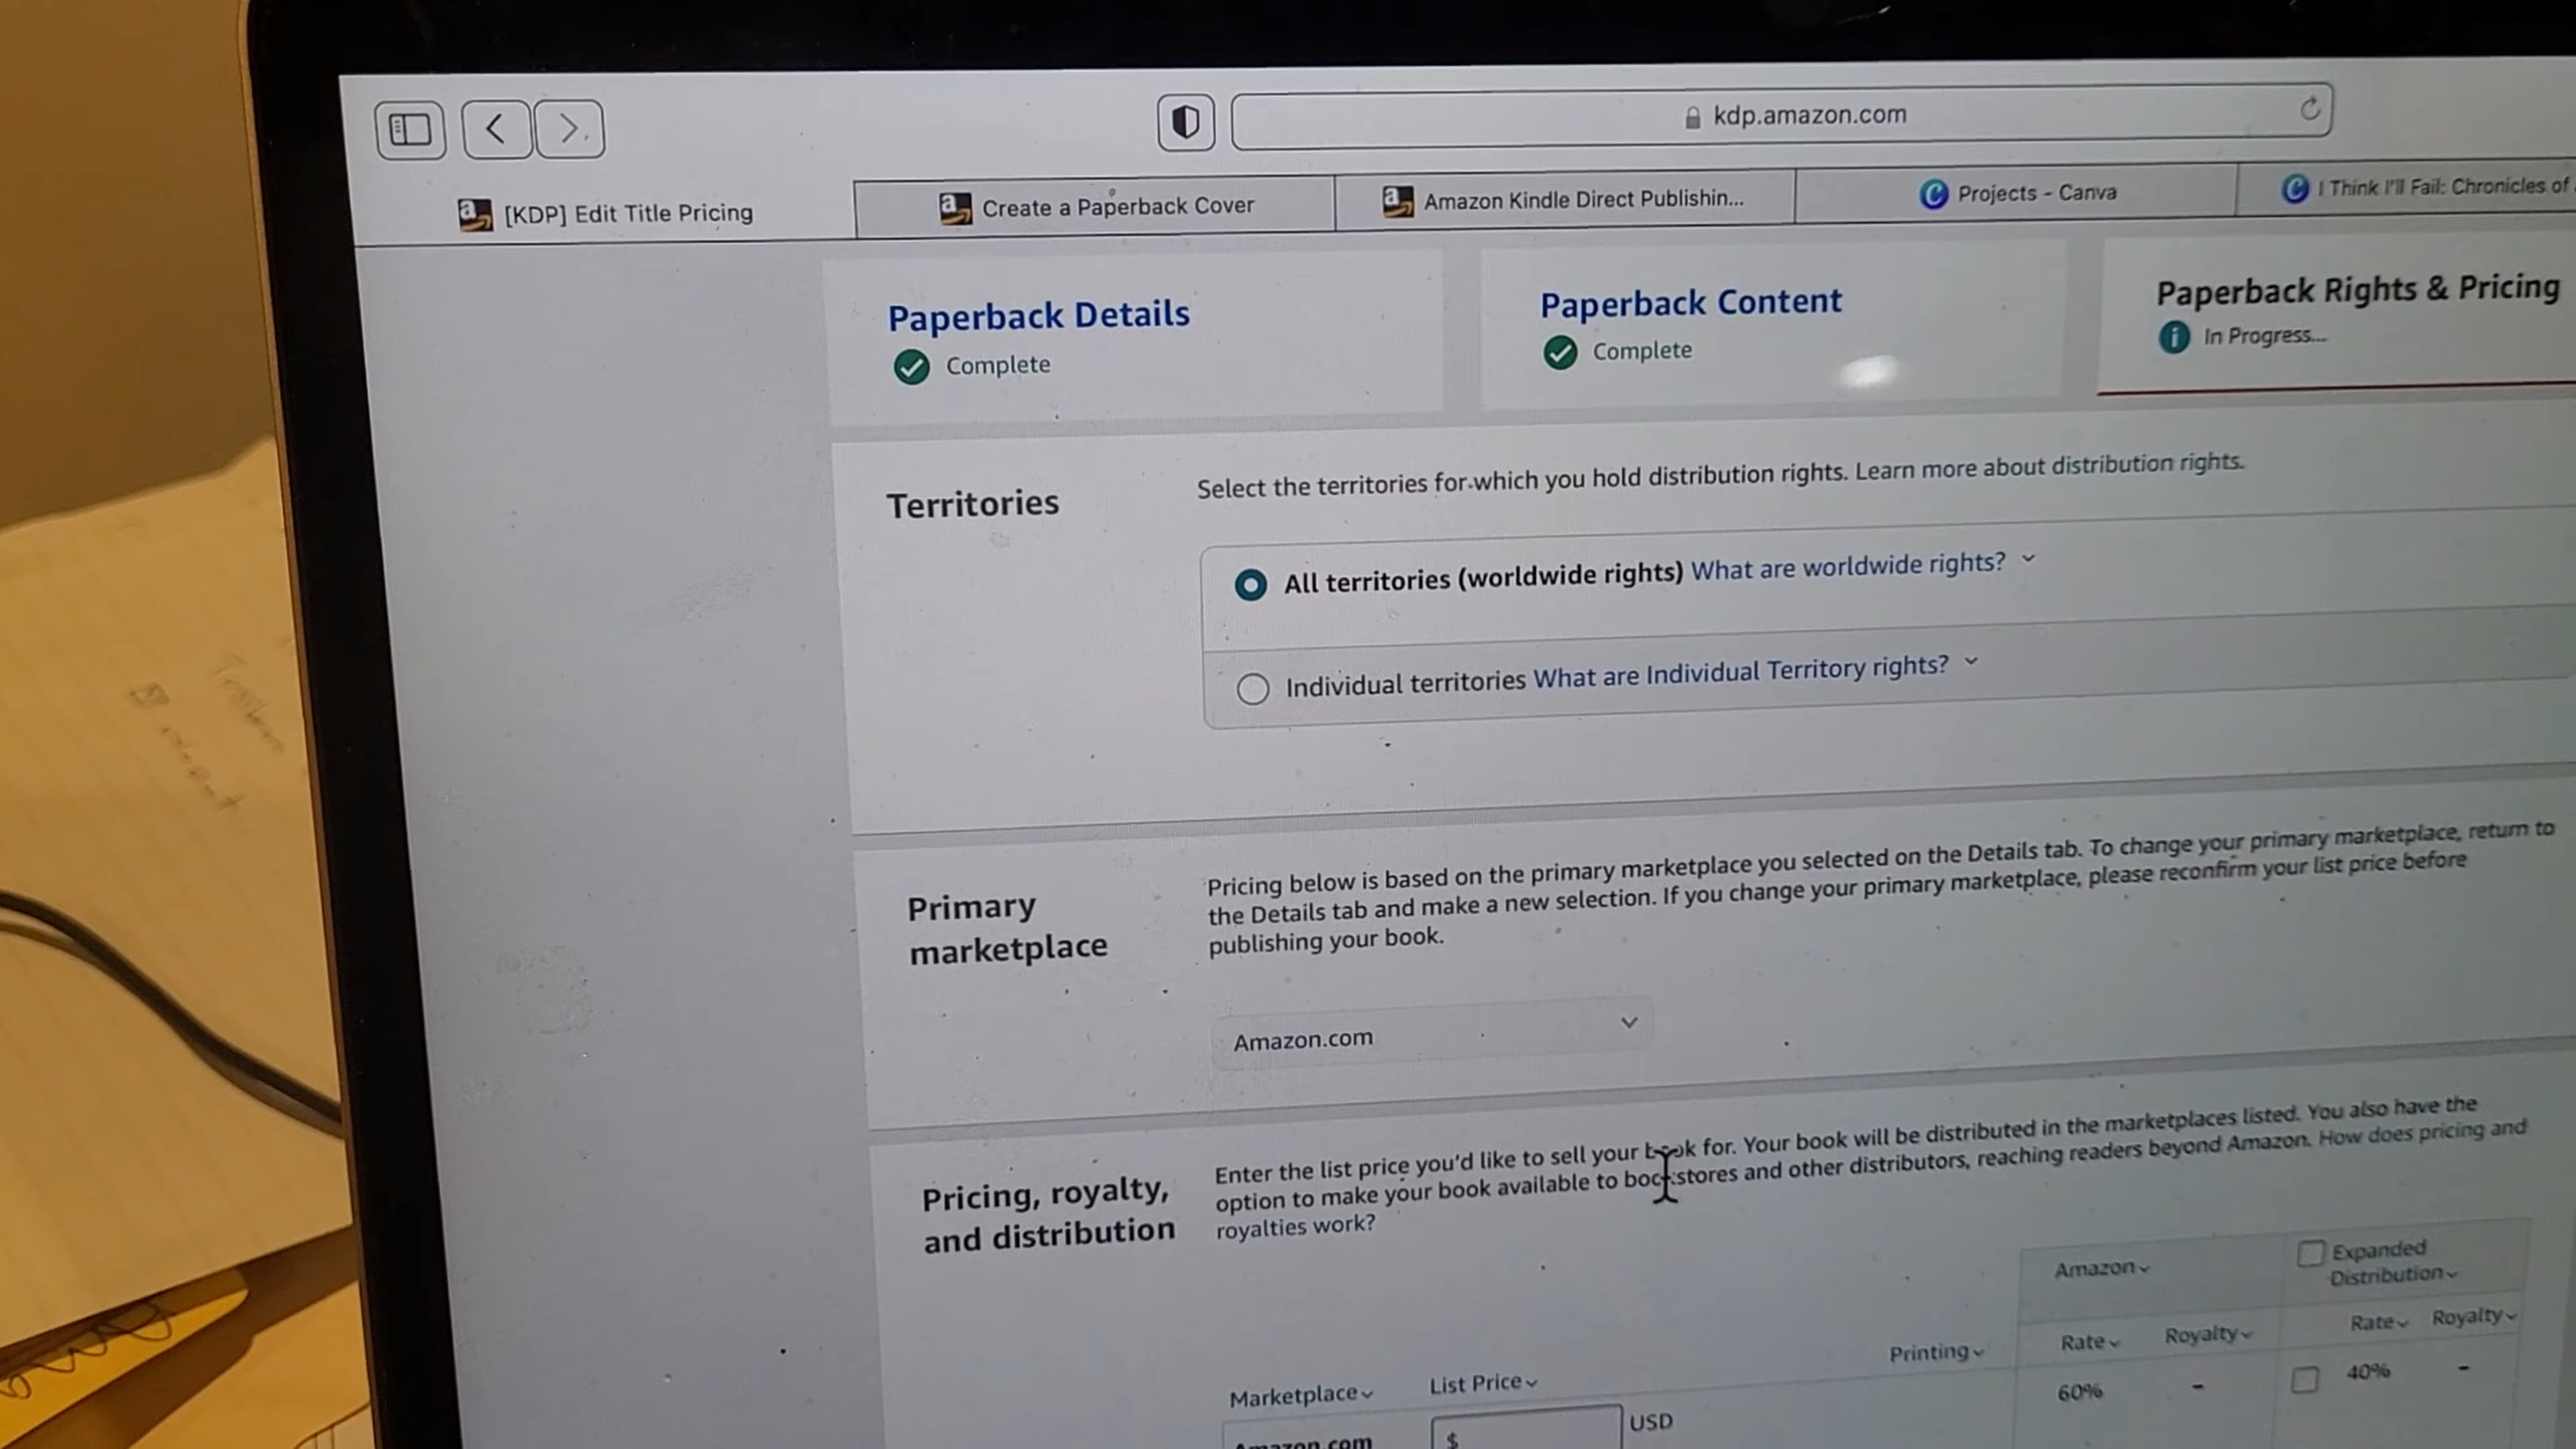 kdp.amazon.com
[KDP] Edit Title Pricing
Create a Paperback Cover
Amazon Kindle Direct Publishin...
Projects - Canva
I Think I'll Fail: Chronicles of
Paperback Details
Complete
Paperback Content
Complete
Paperback Rights & Pricing
In Progress...
Territories
Select the territories for which you hold distribution rights. Learn more about distribution rights.
All territories (worldwide rights) What are worldwide rights?
Individual territories What are Individual Territory rights?
Primary
marketplace
Pricing below is based on the primary marketplace you selected on the Details tab. To change your primary marketplace, return to
the Details tab and make a new selection. If you change your primary marketplace, please reconfirm your list price before
publishing your book.
Amazon.com
Pricing, royalty,
and distribution
Enter the list price you'd like to sell your book for. Your book will be distributed in the marketplaces listed. You also have the
option to make your book available to bookstores and other distributors, reaching readers beyond Amazon. How does pricing and
royalties work?
Amazon
Expanded
Distribution
Marketplace
List Price
Printing
Rate
Royalty
Rate
Royalty
Amazon.com
$
USD
60%
-
40%
-